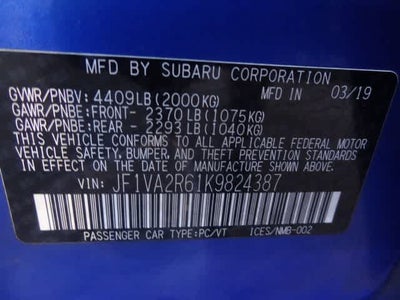 MFD BY SUBARU CORPORATION
GVWR/PNBV: 4409LB (2000KG) M/IN 03/19
GAWR/PNBE:FRONT- 2370LB (1075KG)
GAWR/PNBE:REAR - 2293LB (1040KG)
THIS VEHICLE CONFORMS TO ALL APPLICABLE
FEDERAL MOTOR VEHICLE SAFETY, BUMPER, AND THEFT
PREVENTION STANDARDS IN EFFECT ON THE DATE OF
MANUFACTURE SHOWN ABOVE.
VIN: JF1VA2R61K9824387
PASSENGER CAR TYPE:PC/VT ICES/NMB-002